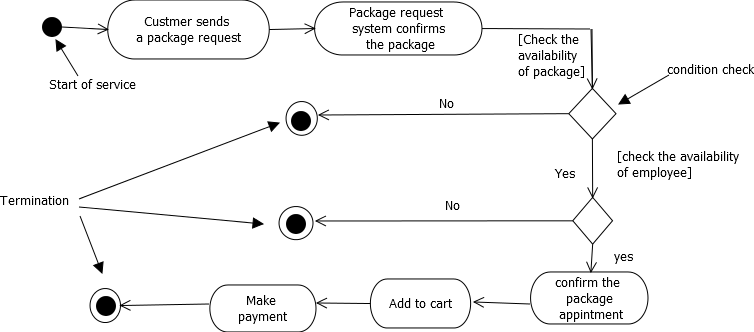 Custmer sends
a package request
Package request
system confirms
the package
[Check the
availability
of package]
Start of service
condition check
No
[check the availability
of employee]
Yes
Termination
No
yes
confirm the
package
appintment
Add to cart
Make
payment